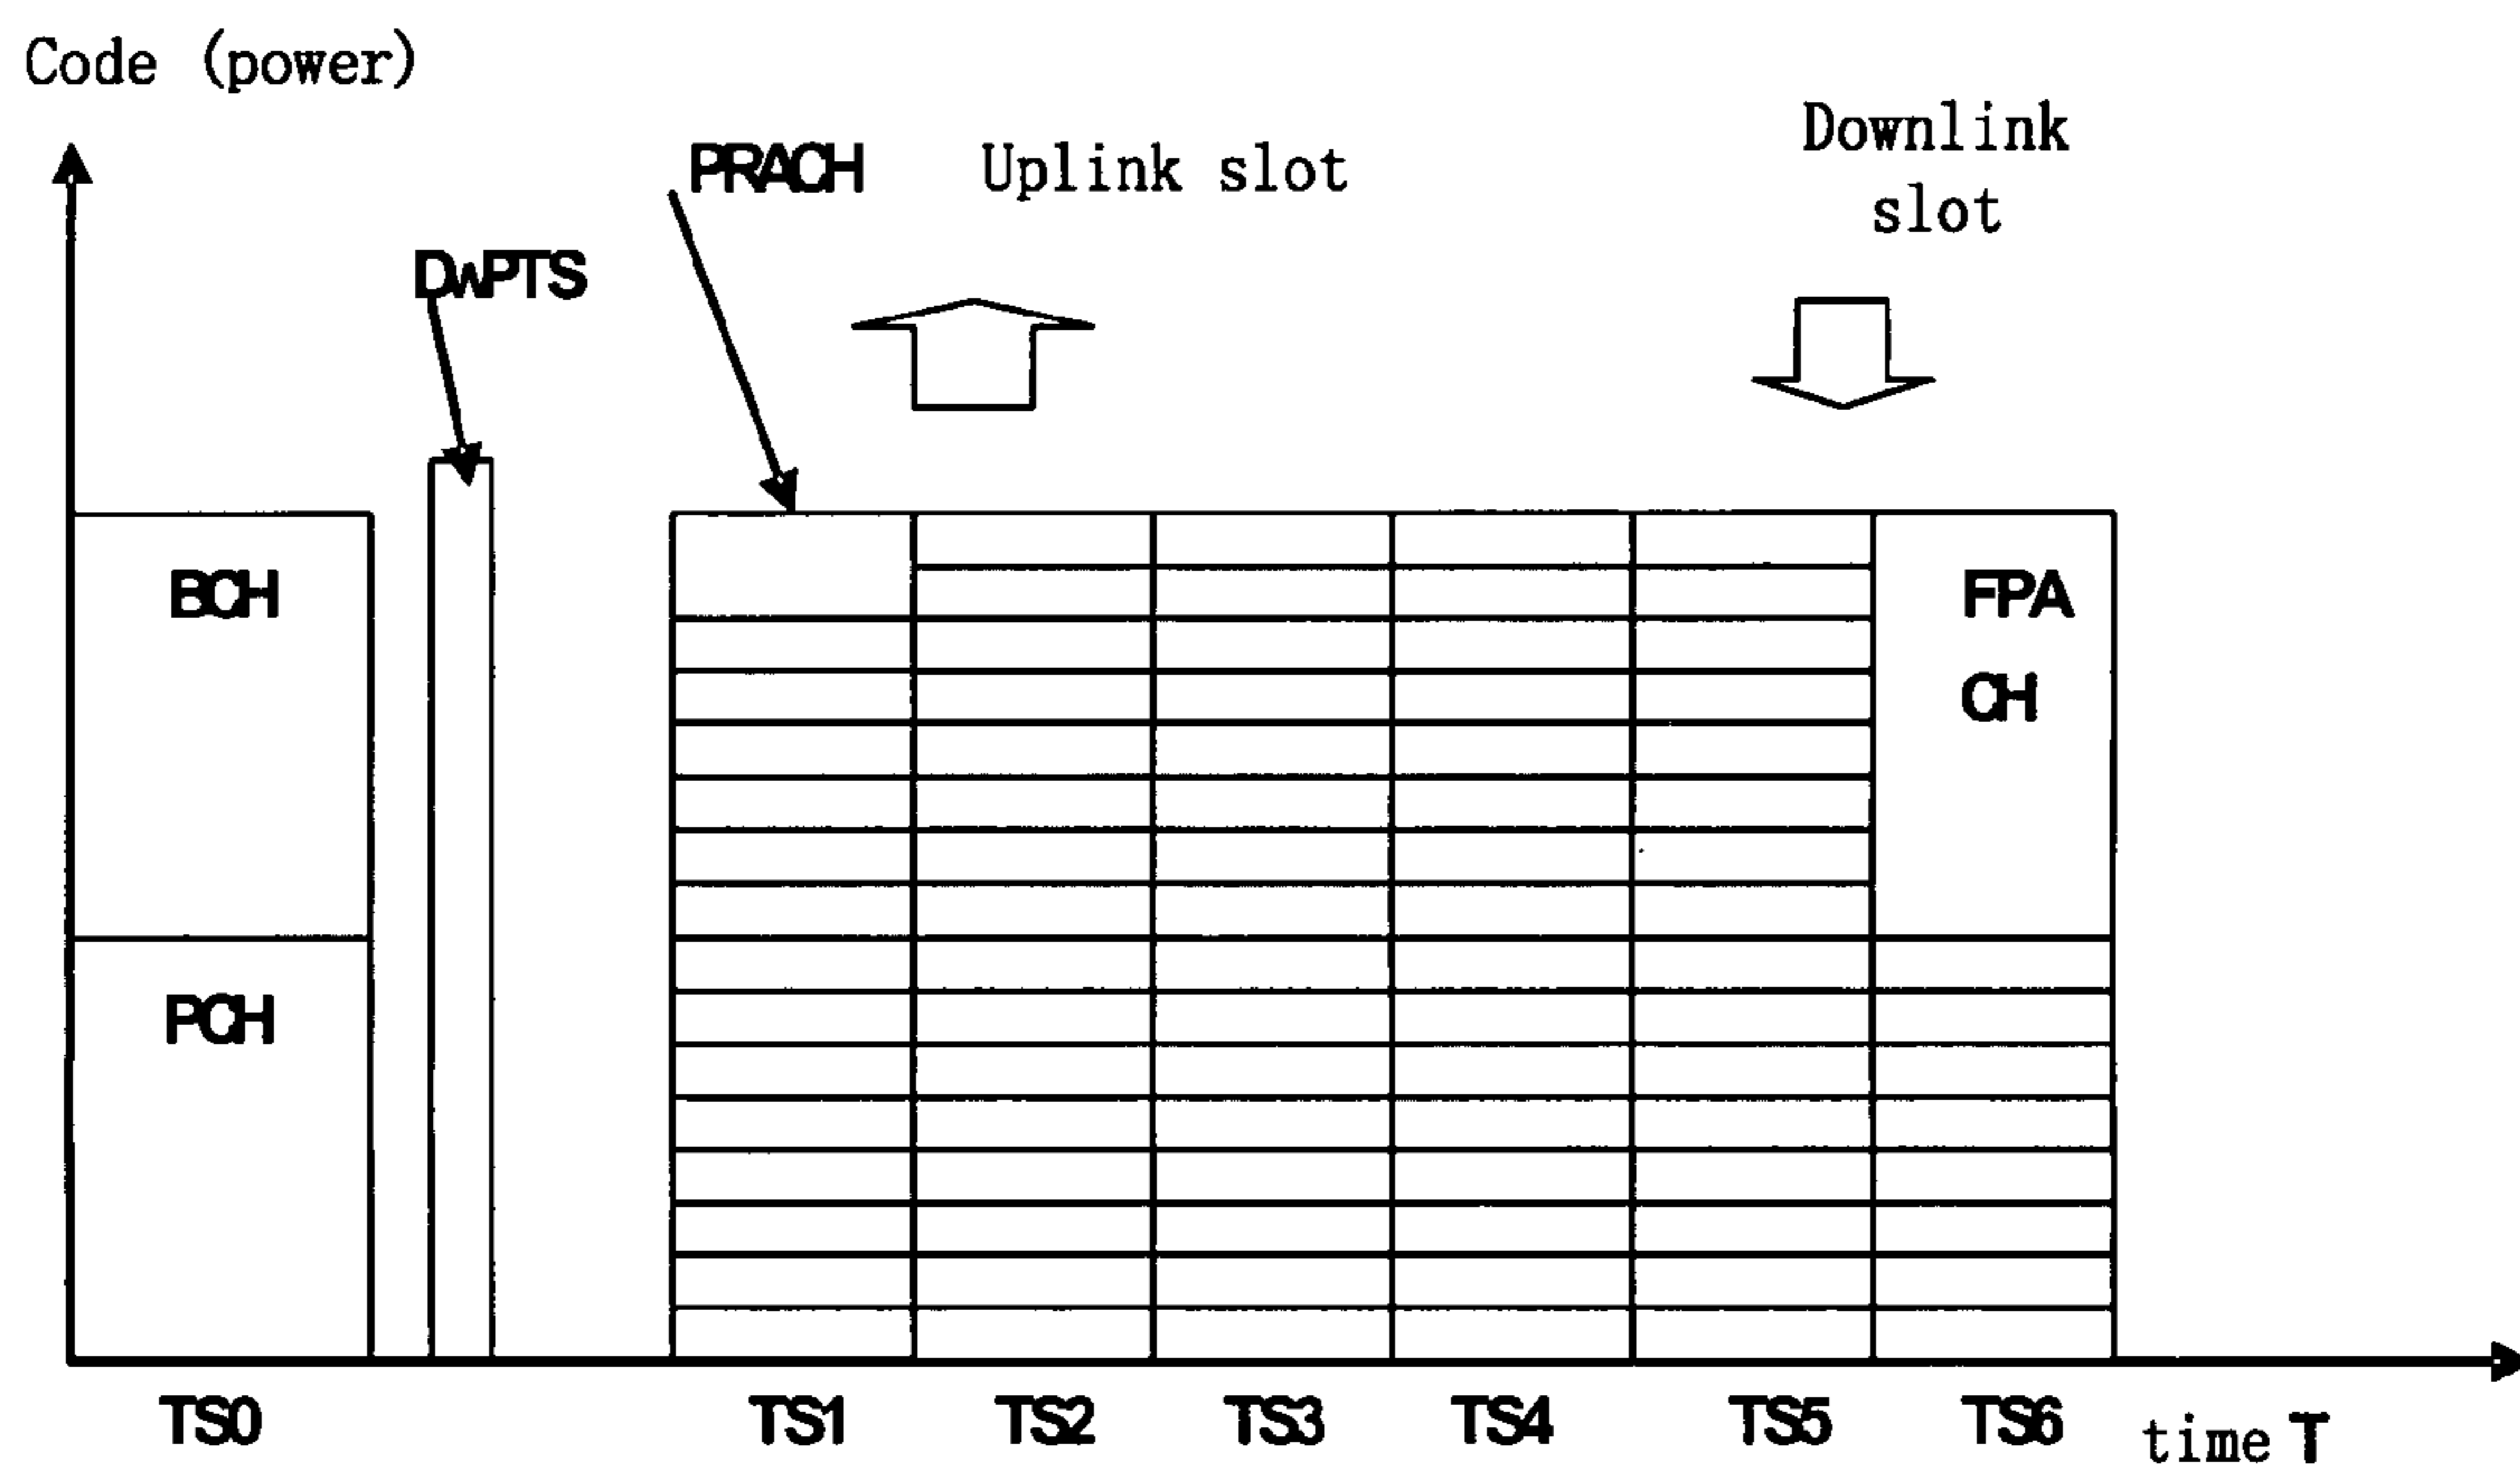 Code (power)
PRACH
Uplink slot
Downlink
slot
DwPTS
BCH
FPA
CH
PCH
TS0
TS1
TS2
TS3
TS4
TS5
TS6
time T